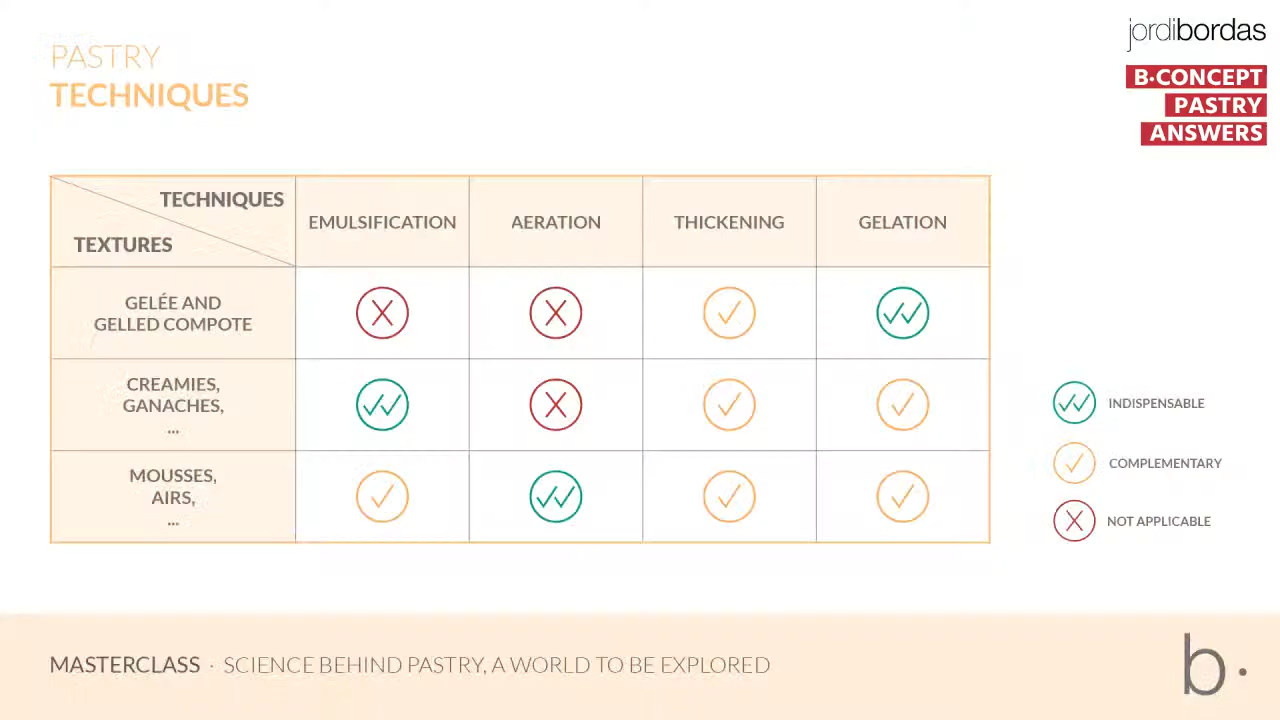 PASTRY
TECHNIQUES
jordibordas
B·CONCEPT
PASTRY
ANSWERS
TECHNIQUES
TEXTURES
EMULSIFICATION
AERATION
THICKENING
GELATION
GELÉE AND
GELLED COMPOTE
CREAMIES,
GANACHES,
...
MOUSSES,
AIRS,
...
INDISPENSABLE
COMPLEMENTARY
NOT APPLICABLE
MASTERCLASS · SCIENCE BEHIND PASTRY, A WORLD TO BE EXPLORED
b·